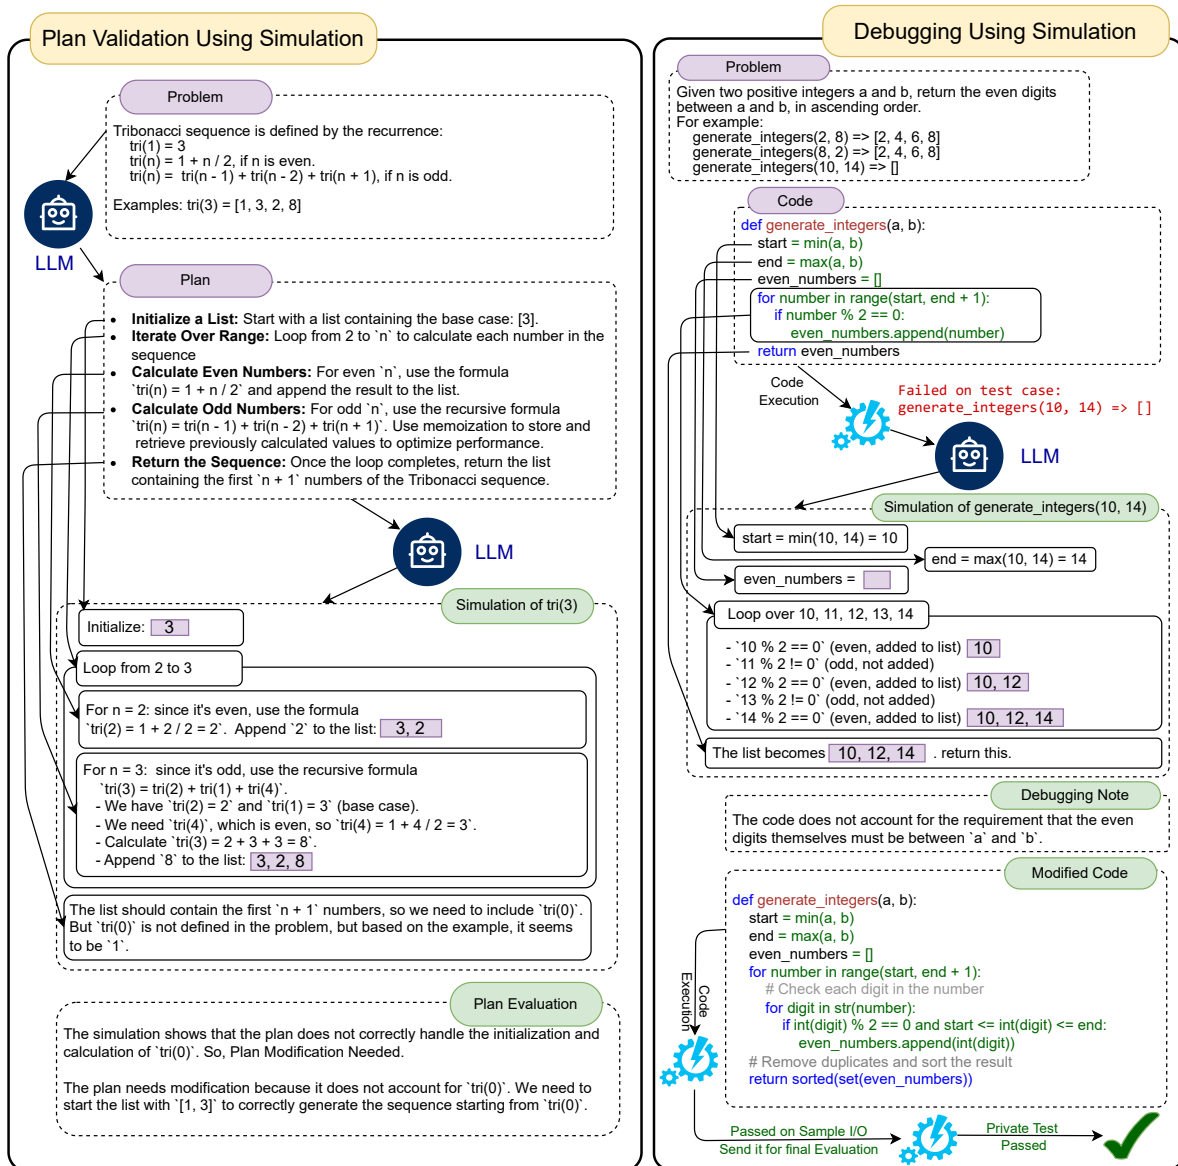 Plan Validation Using Simulation
Problem
Tribonacci sequence is defined by the recurrence:
tri(1) = 3
tri(n) = 1 + n / 2, if n is even.
tri(n) =  tri(n - 1) + tri(n - 2) + tri(n + 1), if n is odd.
Examples: tri(3) = [1, 3, 2, 8]
LLM
Plan
• Initialize a List: Start with a list containing the base case: [3].
• Iterate Over Range: Loop from 2 to `n` to calculate each number in the
sequence
• Calculate Even Numbers: For even `n`, use the formula
`tri(n) = 1 + n / 2` and append the result to the list.
• Calculate Odd Numbers: For odd `n`, use the recursive formula
`tri(n) = tri(n - 1) + tri(n - 2) + tri(n + 1)`. Use memoization to store and
retrieve previously calculated values to optimize performance.
• Return the Sequence: Once the loop completes, return the list
containing the first `n + 1` numbers of the Tribonacci sequence.
LLM
Simulation of tri(3)
Initialize: 3
Loop from 2 to 3
For n = 2: since it's even, use the formula
`tri(2) = 1 + 2 / 2 = 2`.  Append `2` to the list: 3, 2
For n = 3:  since it's odd, use the recursive formula
`tri(3) = tri(2) + tri(1) + tri(4)`.
- We have `tri(2) = 2` and `tri(1) = 3` (base case).
- We need `tri(4)`, which is even, so `tri(4) = 1 + 4 / 2 = 3`.
- Calculate `tri(3) = 2 + 3 + 3 = 8`.
- Append `8` to the list: 3, 2, 8
The list should contain the first `n + 1` numbers, so we need to include `tri(0)`.
But `tri(0)` is not defined in the problem, but based on the example, it seems
to be `1`.
Plan Evaluation
The simulation shows that the plan does not correctly handle the initialization and
calculation of `tri(0)`. So, Plan Modification Needed.
The plan needs modification because it does not account for `tri(0)`. We need to
start the list with `[1, 3]` to correctly generate the sequence starting from `tri(0)`.
Debugging Using Simulation
Problem
Given two positive integers a and b, return the even digits
between a and b, in ascending order.
For example:
generate_integers(2, 8) => [2, 4, 6, 8]
generate_integers(8, 2) => [2, 4, 6, 8]
generate_integers(10, 14) => []
Code
def generate_integers(a, b):
start = min(a, b)
end = max(a, b)
even_numbers = []
for number in range(start, end + 1):
if number % 2 == 0:
even_numbers.append(number)
return even_numbers
Code
Execution
Failed on test case:
generate_integers(10, 14) => []
LLM
Simulation of generate_integers(10, 14)
start = min(10, 14) = 10
end = max(10, 14) = 14
even_numbers =
Loop over 10, 11, 12, 13, 14
- `10 % 2 == 0` (even, added to list) 10
- `11 % 2 != 0` (odd, not added)
- `12 % 2 == 0` (even, added to list) 10, 12
- `13 % 2 != 0` (odd, not added)
- `14 % 2 == 0` (even, added to list) 10, 12, 14
The list becomes 10, 12, 14 . return this.
Debugging Note
The code does not account for the requirement that the even
digits themselves must be between `a` and `b`.
Modified Code
def generate_integers(a, b):
start = min(a, b)
end = max(a, b)
even_numbers = []
for number in range(start, end + 1):
# Check each digit in the number
for digit in str(number):
if int(digit) % 2 == 0 and start <= int(digit) <= end:
even_numbers.append(int(digit))
# Remove duplicates and sort the result
return sorted(set(even_numbers))
Code
Execution
Passed on Sample I/O
Send it for final Evaluation
Private Test
Passed